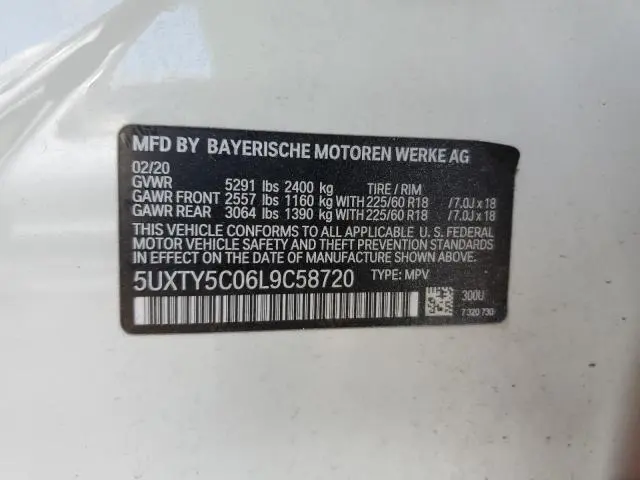 MFD BY BAYERISCHE MOTOREN WERKE AG
02/20
GVWR 5291 lbs 2400 kg TIRE / RIM
GAWR FRONT 2557 lbs 1160 kg WITH 225/60 R18 / 7.0J x 18
GAWR REAR 3064 lbs 1390 kg WITH 225/60 R18 / 7.0J x 18
THIS VEHICLE CONFORMS TO ALL APPLICABLE U. S. FEDERAL
MOTOR VEHICLE SAFETY AND THEFT PREVENTION STANDARDS
IN EFFECT ON THE DATE OF MANUFACTURE SHOWN ABOVE.
5UXTY5C06L9C58720 TYPE: MPV
300U
7 320 730